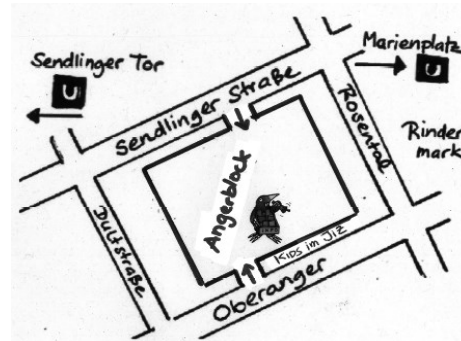 Sendlinger Tor
U
Marienplatz
U
Sendlinger Straße
Rosental
Rinder
markt
Angerblock
Dultstraße
Kids im JIZ
Oberanger